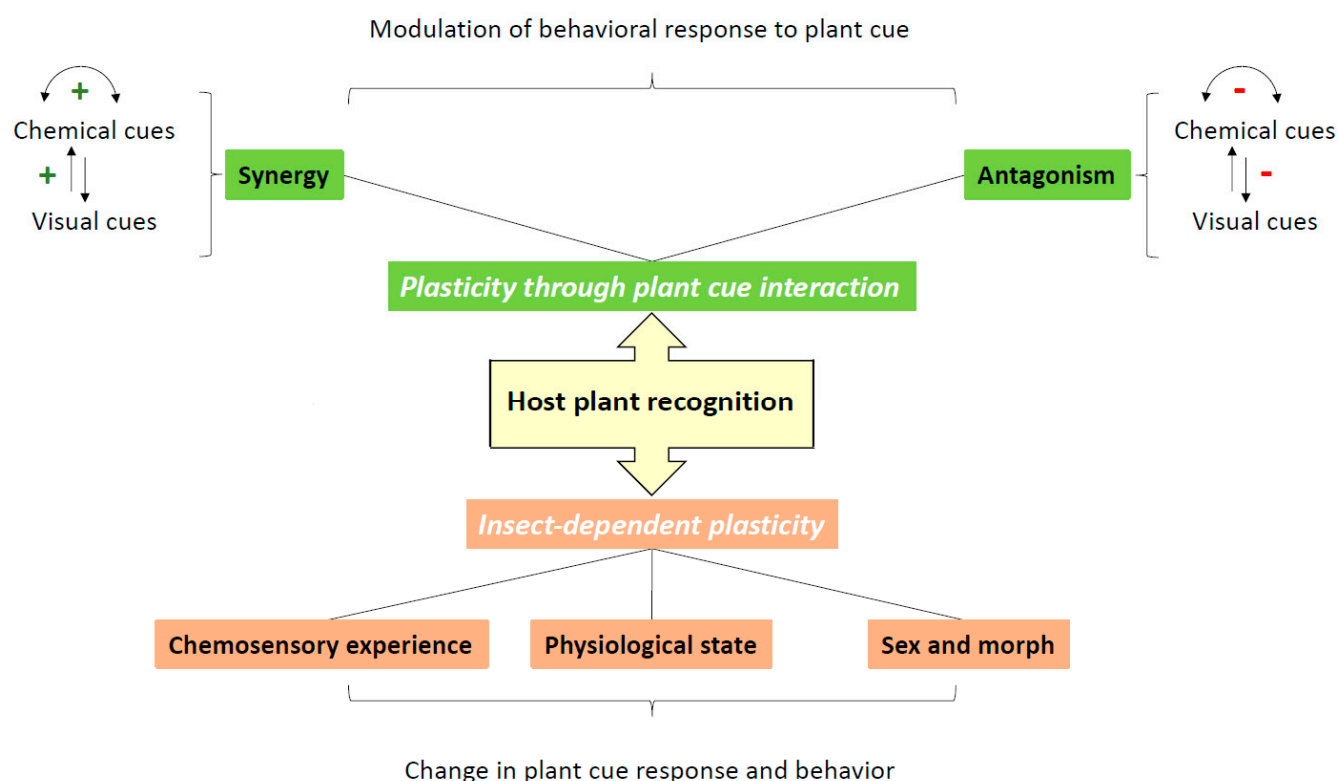 Modulation of behavioral response to plant cue
+
Chemical cues
+
Visual cues
Synergy
Antagonism
-
Chemical cues
-
Visual cues
Plasticity through plant cue interaction
Host plant recognition
Insect-dependent plasticity
Chemosensory experience
Physiological state
Sex and morph
Change in plant cue response and behavior